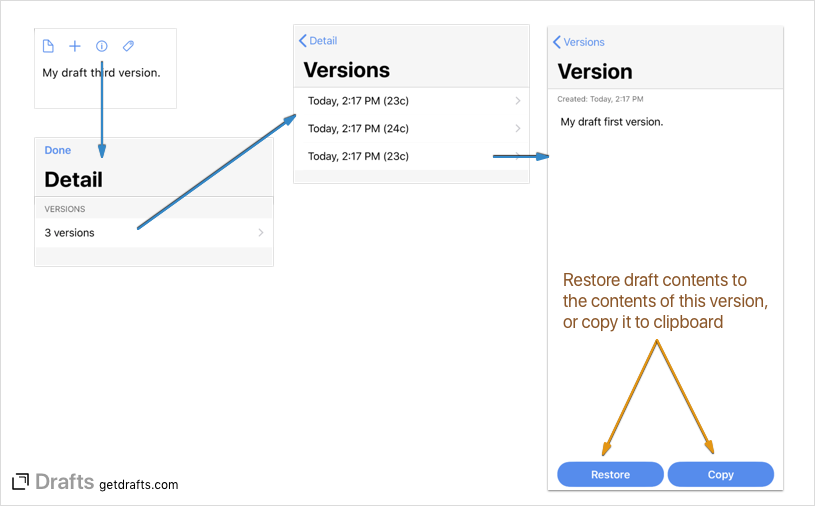 My draft third version.
Done
Detail
VERSIONS
3 versions
Detail
Versions
Today, 2:17 PM (23c)
Today, 2:17 PM (24c)
Today, 2:17 PM (23c)
Versions
Version
Created: Today, 2:17 PM
My draft first version.
Restore draft contents to
the contents of this version,
or copy it to clipboard
Restore
Copy
Drafts getdrafts.com